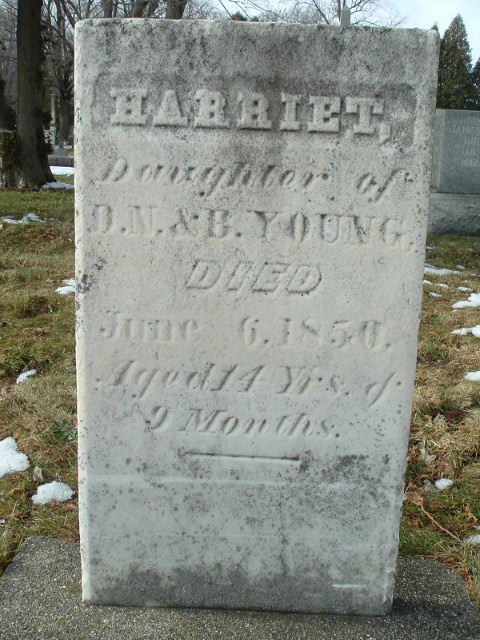 HARRIET,
Daughter of
D.N. & B. YOUNG,
DIED
June 6, 1850,
Aged 14 Yrs. &
9 Months.